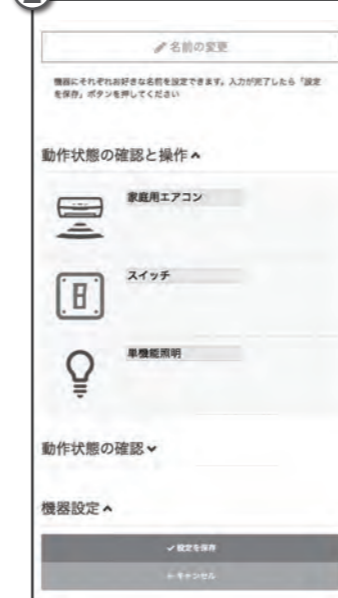 名前の変更
機器にそれぞれお好きな名前を設定できます。入力が完了したら「設定
を保存」ボタンを押してください
動作状態の確認と操作
家庭用エアコン
スイッチ
単機能照明
動作状態の確認
機器設定
設定を保存
キャンセル